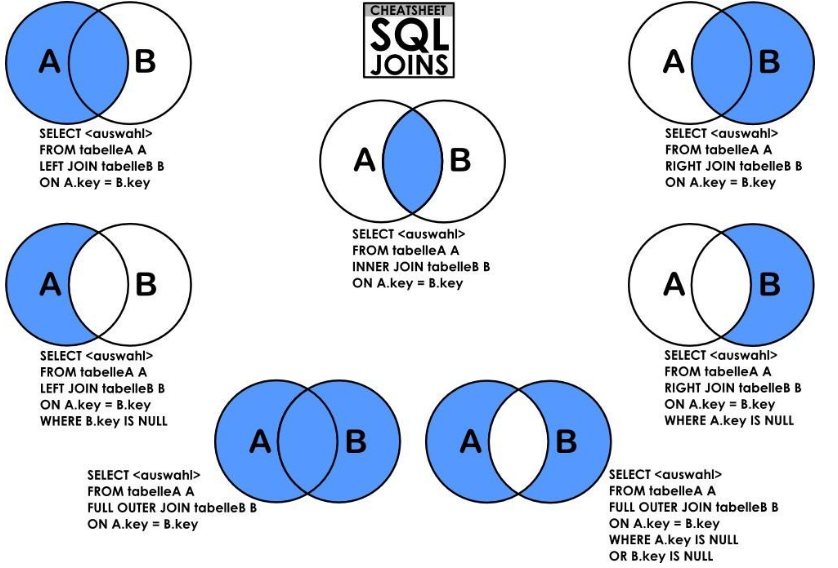 CHEATSHEET
SQL
JOINS
A B
SELECT <auswahl>
FROM tabelleA A
LEFT JOIN tabelleB B
ON A.key = B.key
A B
SELECT <auswahl>
FROM tabelleA A
RIGHT JOIN tabelleB B
ON A.key = B.key
A B
SELECT <auswahl>
FROM tabelleA A
INNER JOIN tabelleB B
ON A.key = B.key
A B
SELECT <auswahl>
FROM tabelleA A
LEFT JOIN tabelleB B
ON A.key = B.key
WHERE B.key IS NULL
A B
SELECT <auswahl>
FROM tabelleA A
RIGHT JOIN tabelleB B
ON A.key = B.key
WHERE A.key IS NULL
A B
SELECT <auswahl>
FROM tabelleA A
FULL OUTER JOIN tabelleB B
ON A.key = B.key
A B
SELECT <auswahl>
FROM tabelleA A
FULL OUTER JOIN tabelleB B
ON A.key = B.key
WHERE A.key IS NULL
OR B.key IS NULL